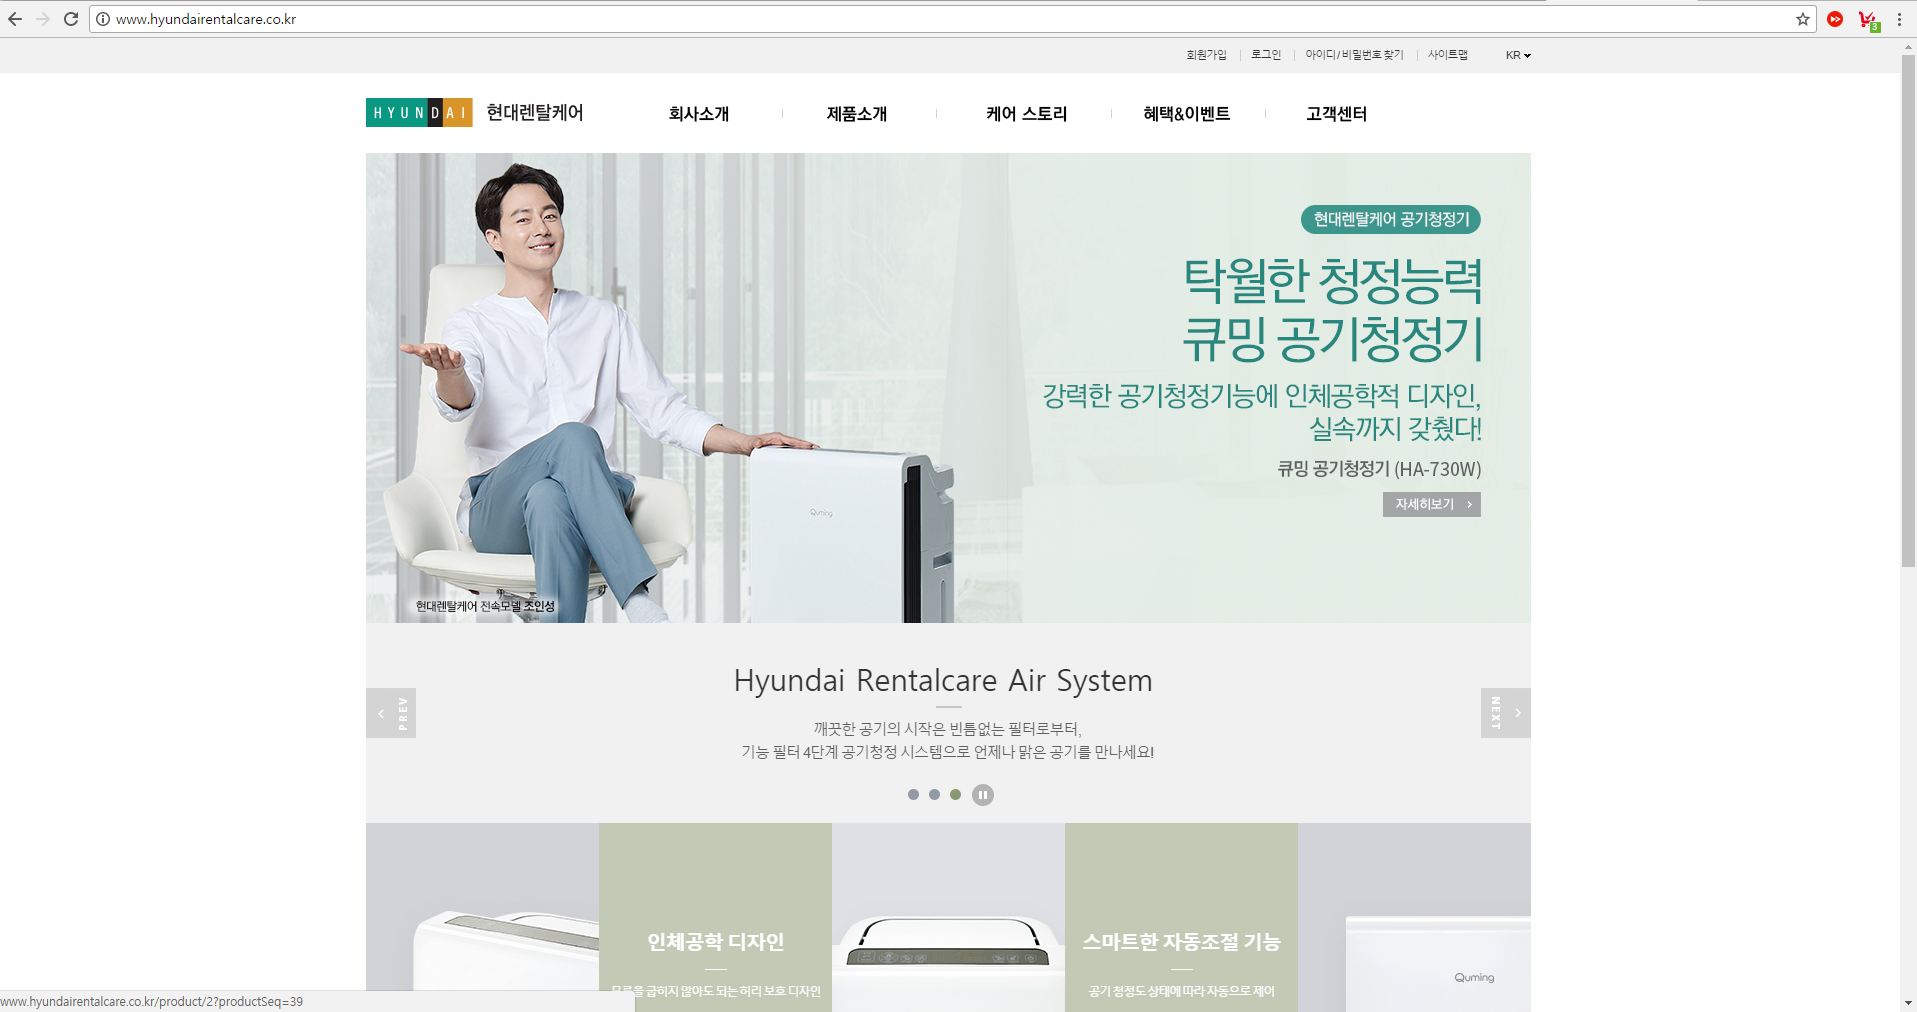 www.hyundairentalcare.co.kr
3
회원가입
로그인
아이디 / 비밀번호 찾기
사이트맵
KR
HYUNDAI 현대렌탈케어
회사소개
제품소개
케어 스토리
혜택&이벤트
고객센터
현대렌탈케어 공기청정기
탁월한 청정능력
큐밍 공기청정기
강력한 공기청정기능에 인체공학적 디자인,
실속까지 갖췄다!
큐밍 공기청정기 (HA-730W)
자세히보기
Quming
현대렌탈케어 전속모델 조인성
Hyundai Rentalcare Air System
PREV
NEXT
깨끗한 공기의 시작은 빈틈없는 필터로부터,
기능 필터 4단계 공기청정 시스템으로 언제나 맑은 공기를 만나세요!
인체공학 디자인
스마트한 자동조절 기능
Quming
굽히지 않아도 되는 허리 보호 디자인
공기 청정도 상태에 따라 자동으로 제어
www.hyundairentalcare.co.kr/product/2?productSeq=39